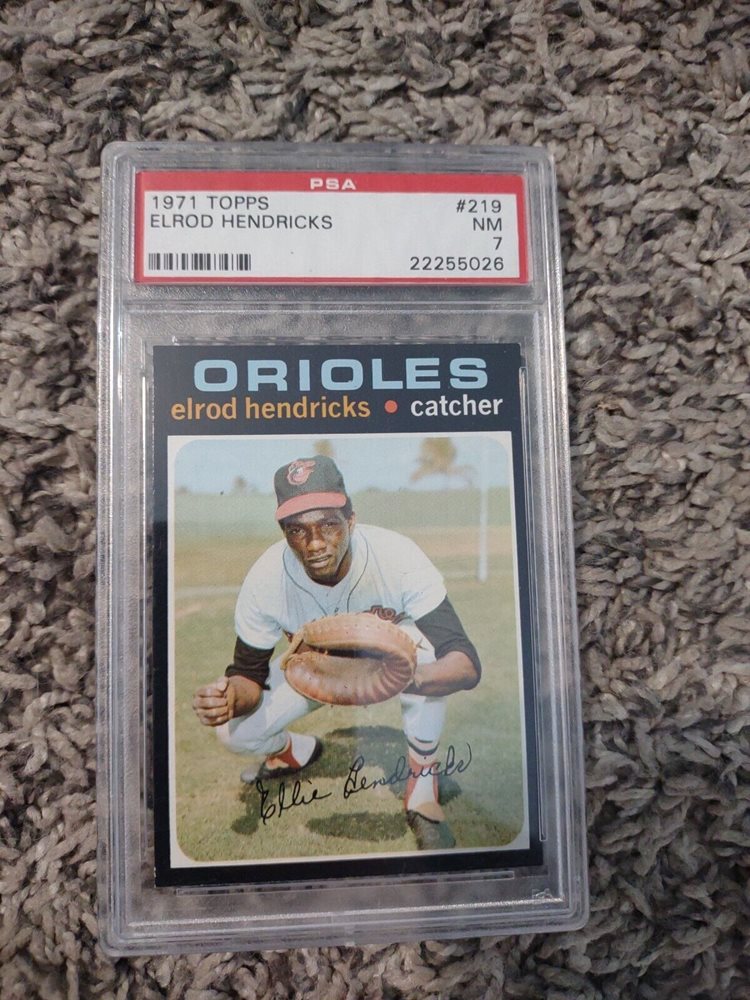 PSA
1971 TOPPS #219
ELROD HENDRICKS NM
7
22255026
ORIOLES
elrod hendricks • catcher
Ellie Hendricks